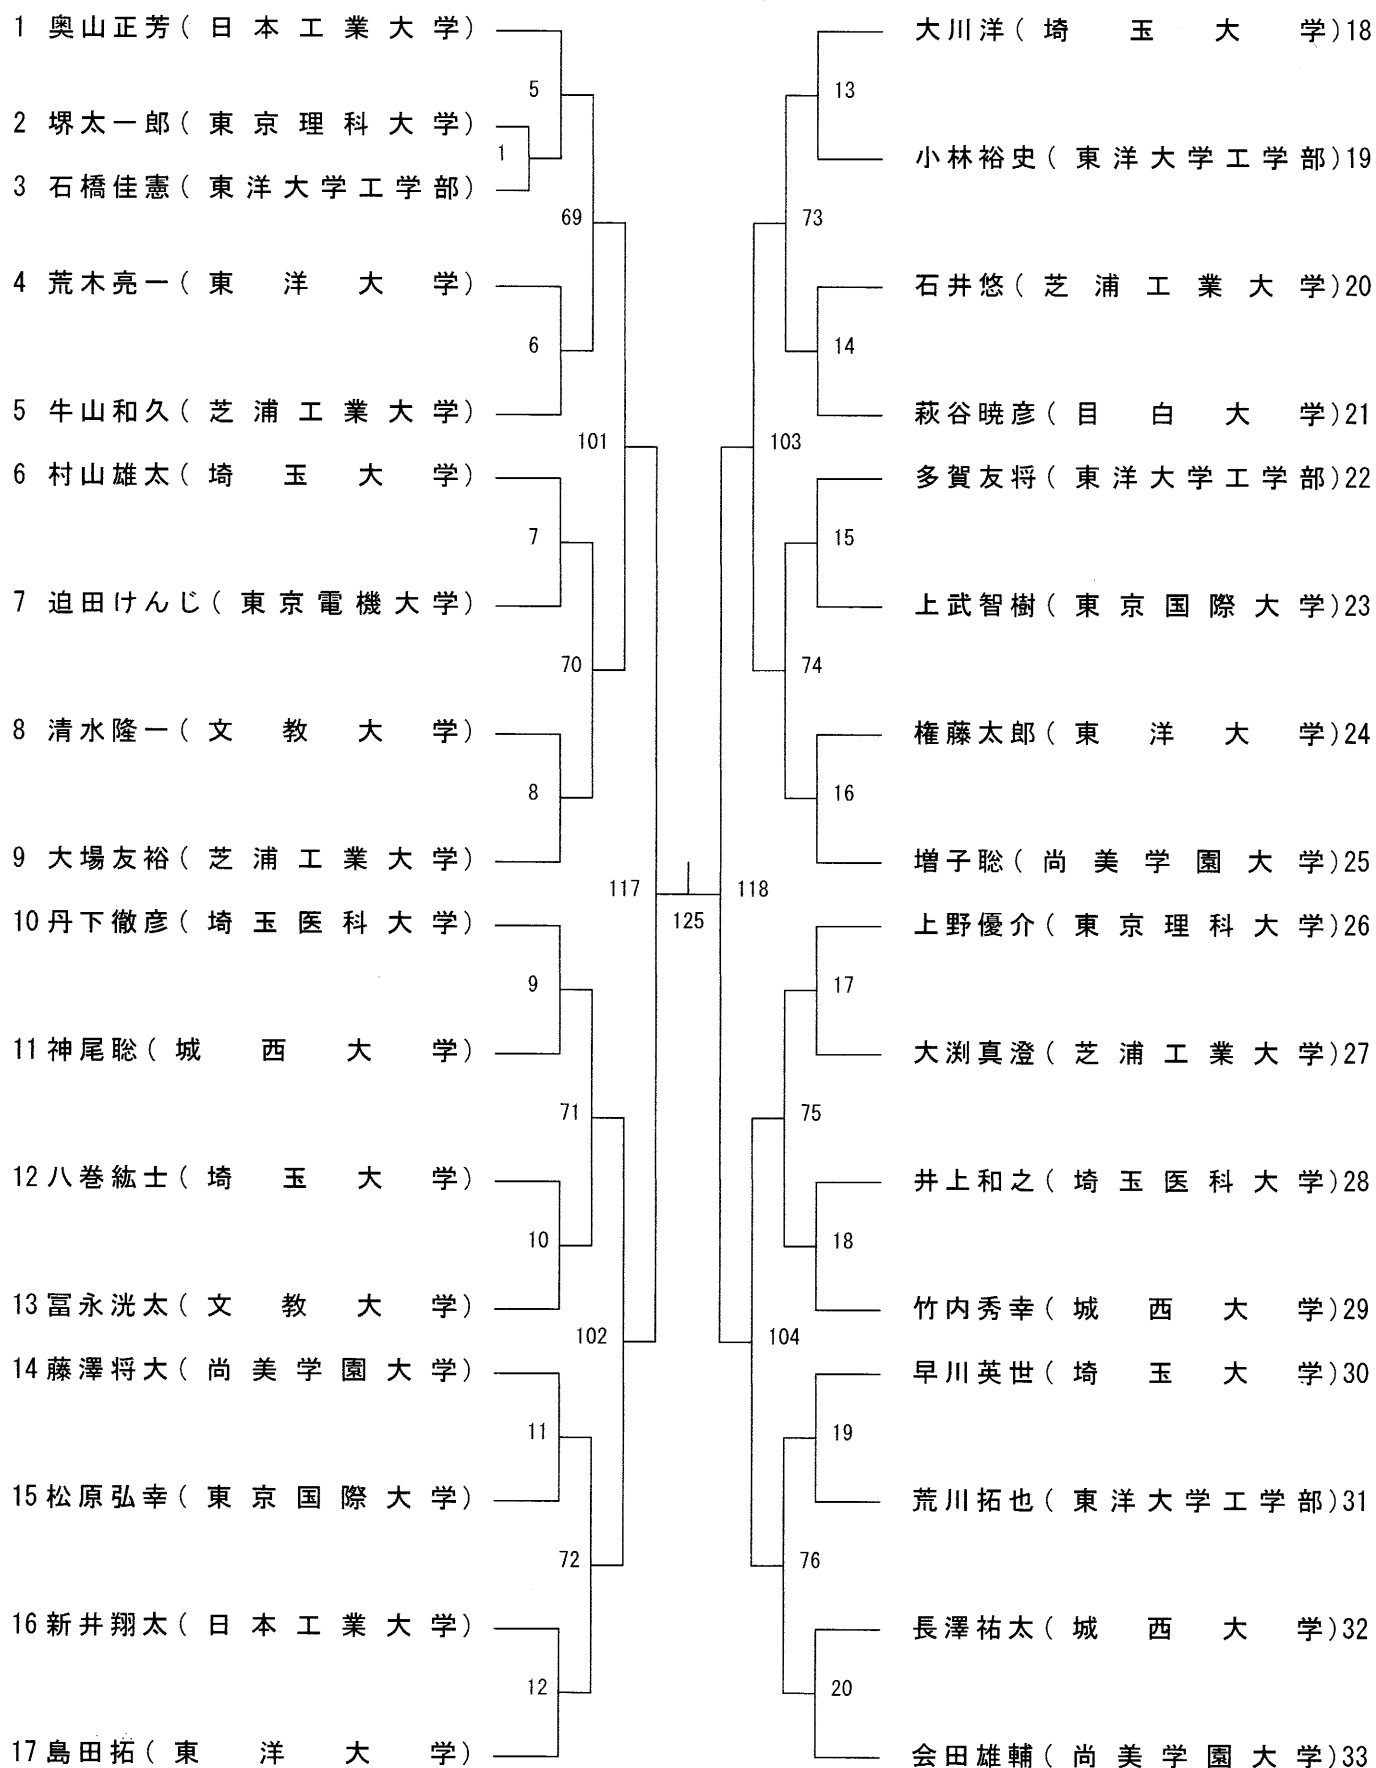 1 奥山正芳(日本工業大学)
2 堺太一郎(東京理科大学)
3 石橋佳憲(東洋大学工学部)
4 荒木亮一(東洋大学)
5 牛山和久(芝浦工業大学)
6 村山雄太(埼玉大学)
7 迫田けんじ(東京電機大学)
8 清水隆一(文教大学)
9 大場友裕(芝浦工業大学)
10 丹下徹彦(埼玉医科大学)
11 神尾聡(城西大学)
12 八巻紘士(埼玉大学)
13 冨永洸太(文教大学)
14 藤澤将大(尚美学園大学)
15 松原弘幸(東京国際大学)
16 新井翔太(日本工業大学)
17 島田拓(東洋大学)
5
1
69
6
101
7
70
8
117
9
71
10
102
11
72
12
125
13
73
14
103
15
74
16
118
17
75
18
104
19
76
20
大川洋(埼玉大学)18
小林裕史(東洋大学工学部)19
石井悠(芝浦工業大学)20
萩谷暁彦(目白大学)21
多賀友将(東洋大学工学部)22
上武智樹(東京国際大学)23
権藤太郎(東洋大学)24
増子聡(尚美学園大学)25
上野優介(東京理科大学)26
大渕真澄(芝浦工業大学)27
井上和之(埼玉医科大学)28
竹内秀幸(城西大学)29
早川英世(埼玉大学)30
荒川拓也(東洋大学工学部)31
長澤祐太(城西大学)32
会田雄輔(尚美学園大学)33